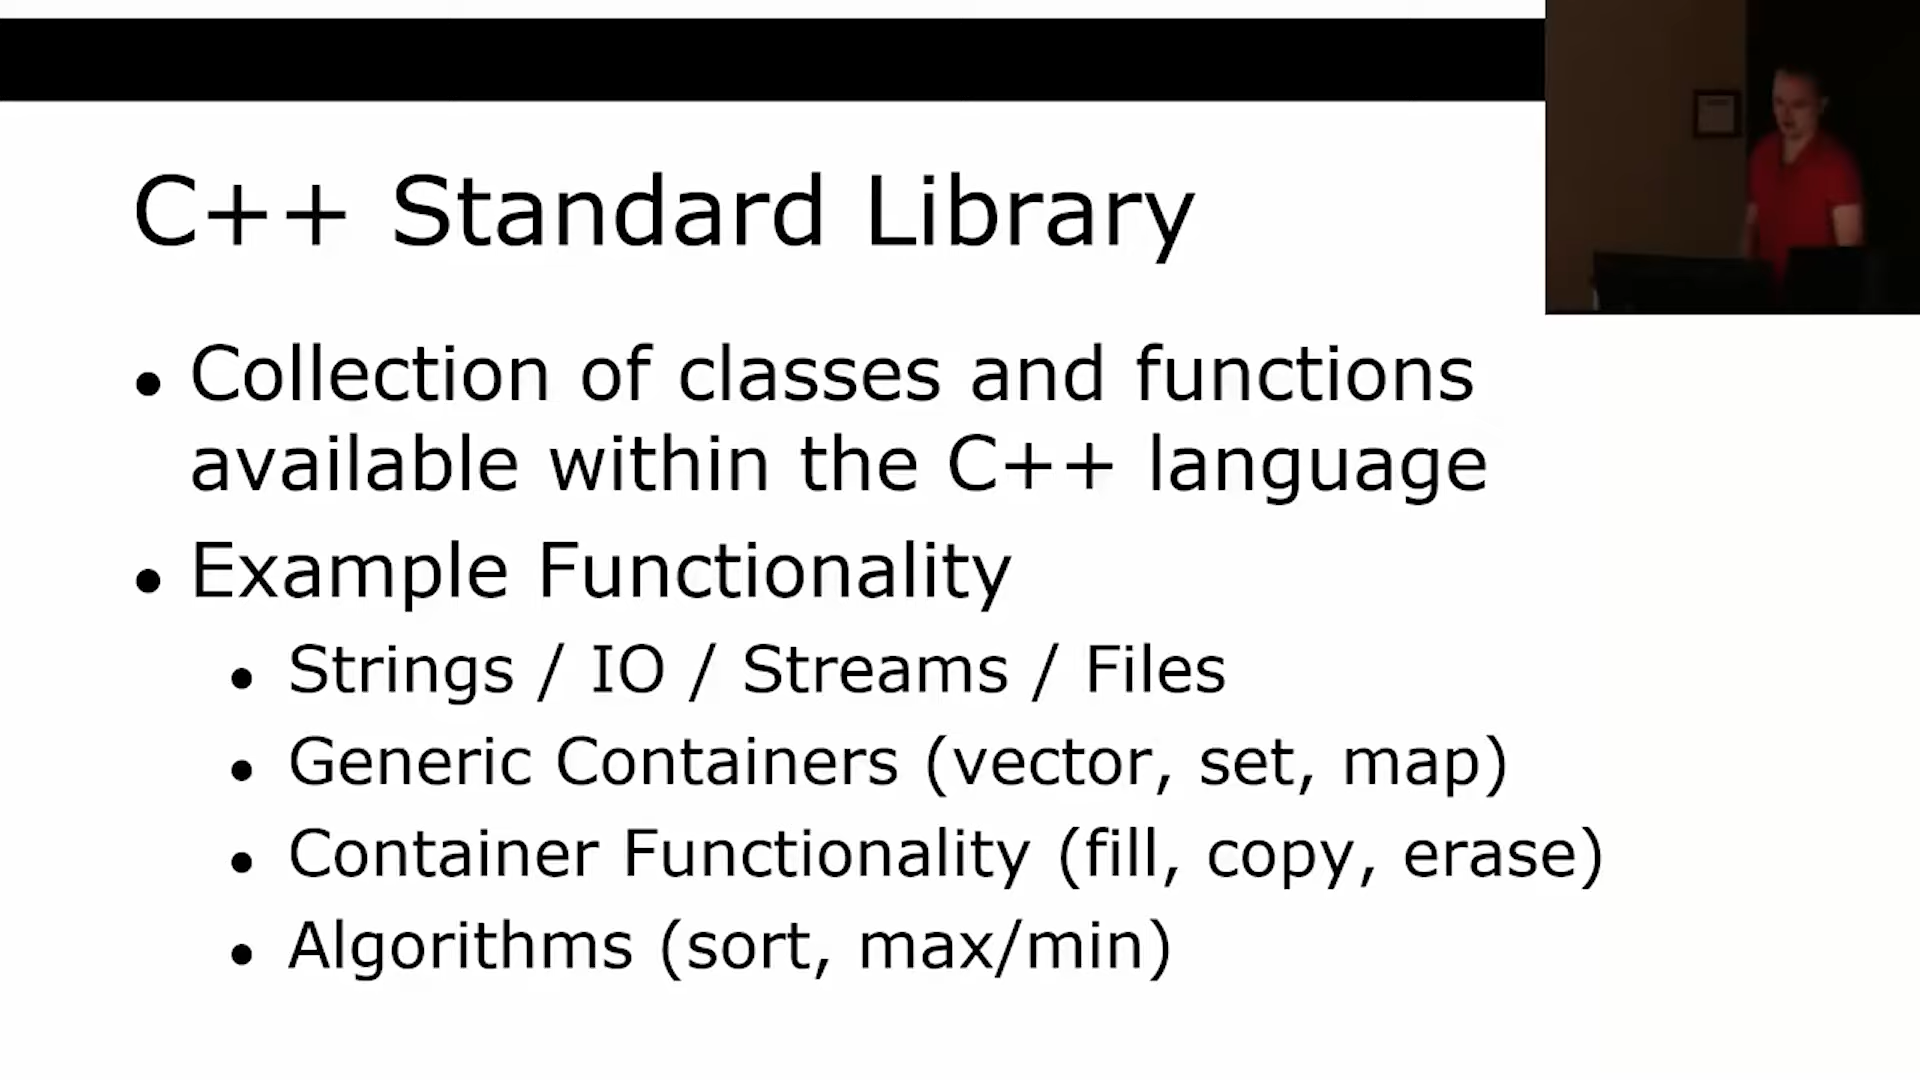 C++ Standard Library
• Collection of classes and functions
available within the C++ language
• Example Functionality
• Strings / IO / Streams / Files
• Generic Containers (vector, set, map)
• Container Functionality (fill, copy, erase)
• Algorithms (sort, max/min)